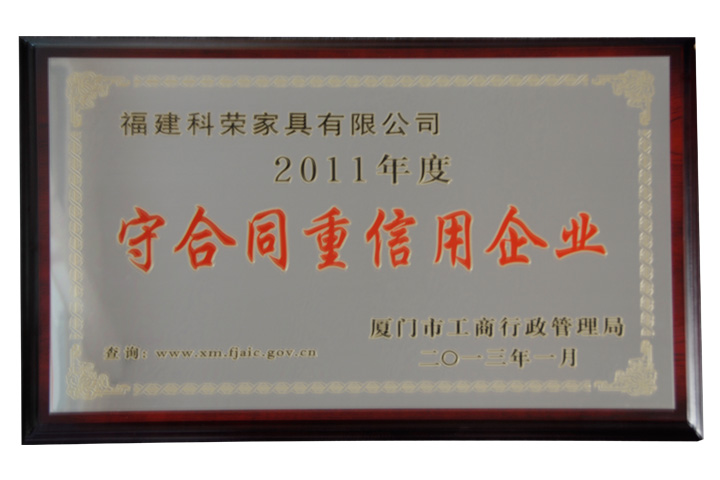 福建科荣家具有限公司
2011年度
守合同重信用企业
厦门市工商行政管理局
查询：www.xm.fjaic.gov.cn
二〇一三年一月